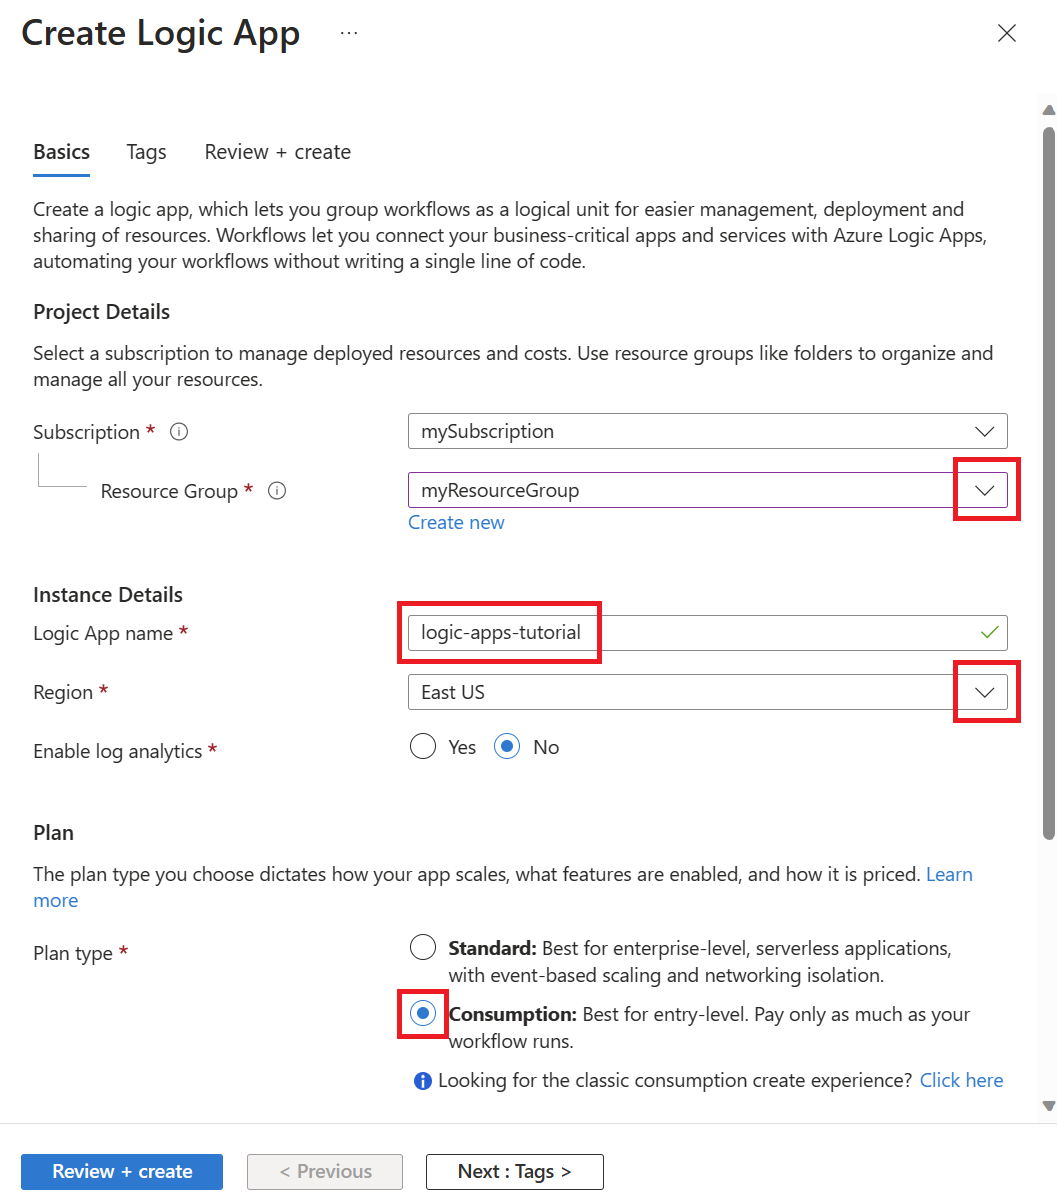 Create Logic App ...
Basics Tags Review + create
Create a logic app, which lets you group workflows as a logical unit for easier management, deployment and
sharing of resources. Workflows let you connect your business-critical apps and services with Azure Logic Apps,
automating your workflows without writing a single line of code.
Project Details
Select a subscription to manage deployed resources and costs. Use resource groups like folders to organize and
manage all your resources.
Subscription * mySubscription
Resource Group * myResourceGroup
Create new
Instance Details
Logic App name * logic-apps-tutorial
Region * East US
Enable log analytics * Yes No
Plan
The plan type you choose dictates how your app scales, what features are enabled, and how it is priced. Learn
more
Plan type * Standard: Best for enterprise-level, serverless applications,
with event-based scaling and networking isolation.
Consumption: Best for entry-level. Pay only as much as your
workflow runs.
Looking for the classic consumption create experience? Click here
Review + create < Previous Next : Tags >